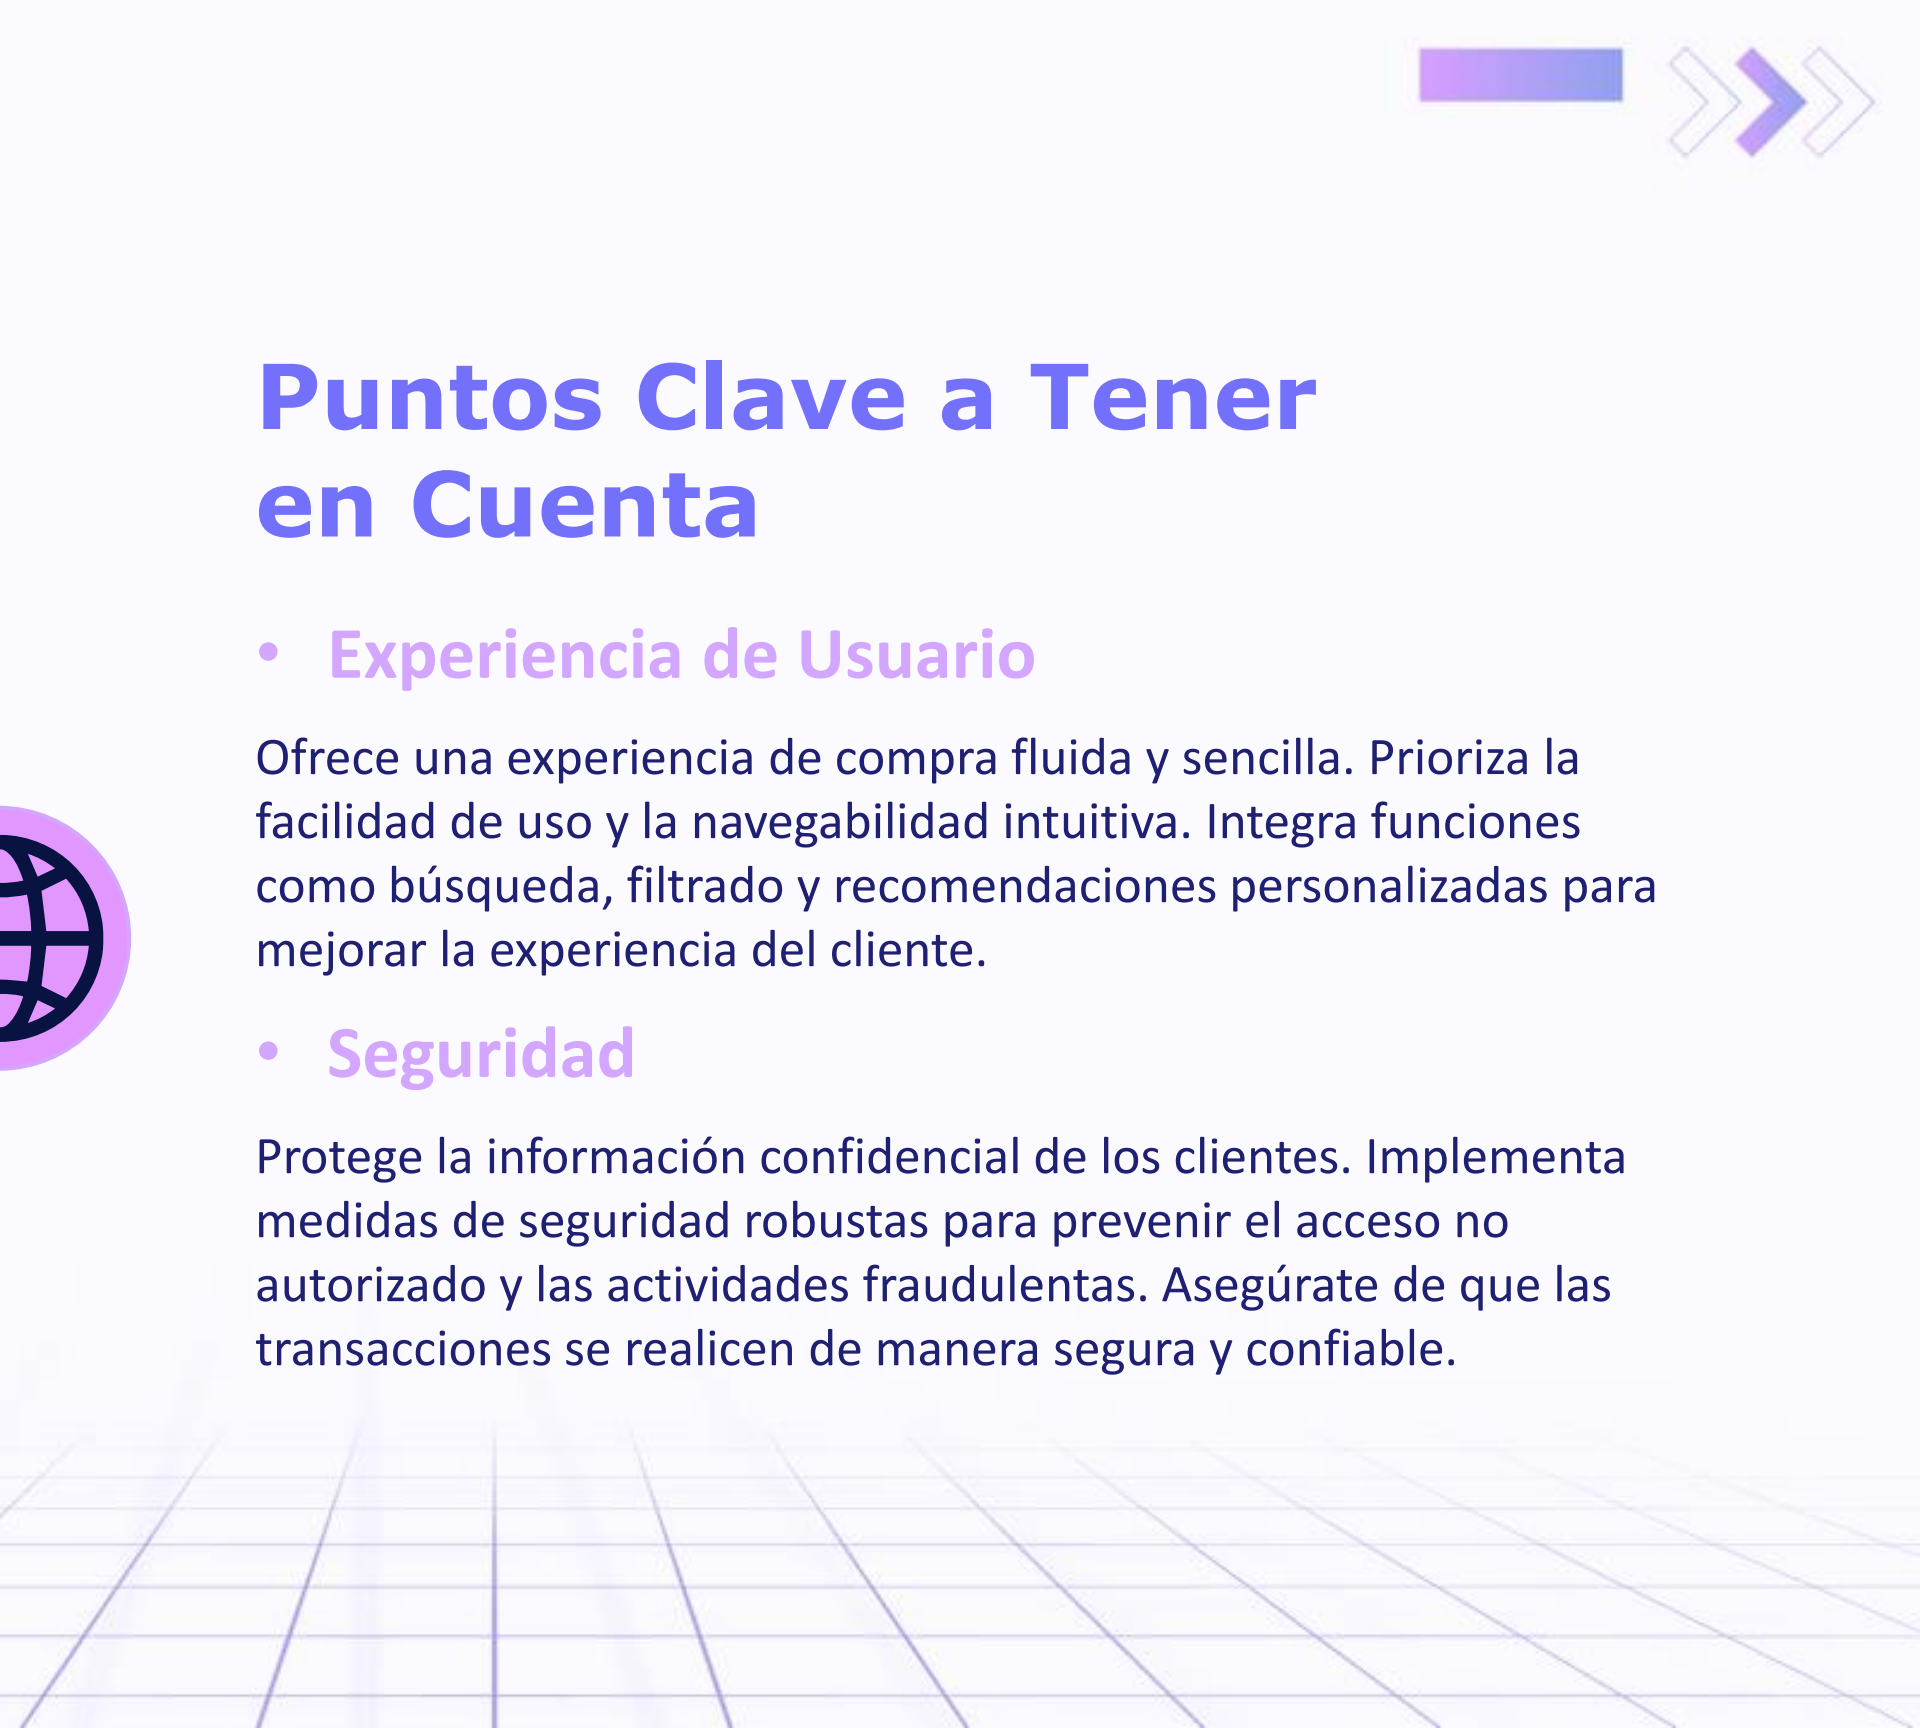 Puntos Clave a Tener
en Cuenta
• Experiencia de Usuario
Ofrece una experiencia de compra fluida y sencilla. Prioriza la
facilidad de uso y la navegabilidad intuitiva. Integra funciones
como búsqueda, filtrado y recomendaciones personalizadas para
mejorar la experiencia del cliente.
• Seguridad
Protege la información confidencial de los clientes. Implementa
medidas de seguridad robustas para prevenir el acceso no
autorizado y las actividades fraudulentas. Asegúrate de que las
transacciones se realicen de manera segura y confiable.